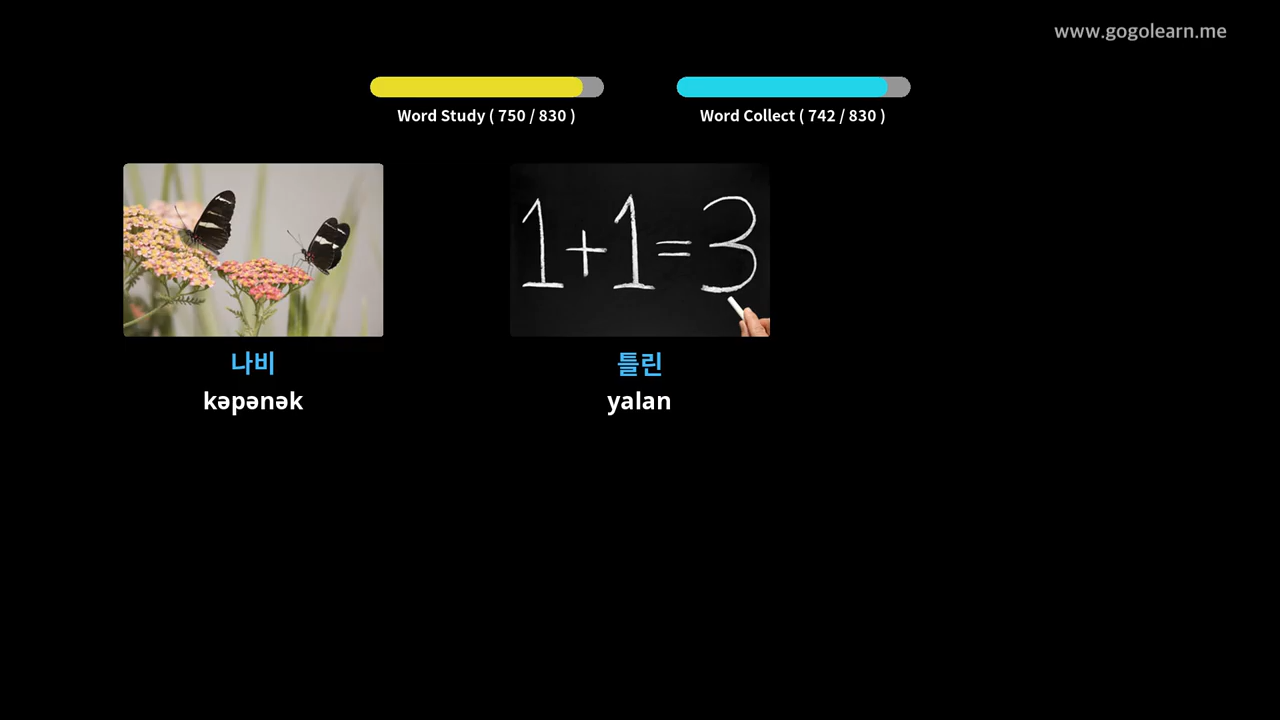 www.gogolearn.me
Word Study ( 750 / 830 )
Word Collect ( 742 / 830 )
1+1=3
나비
kəpənək
틀린
yalan